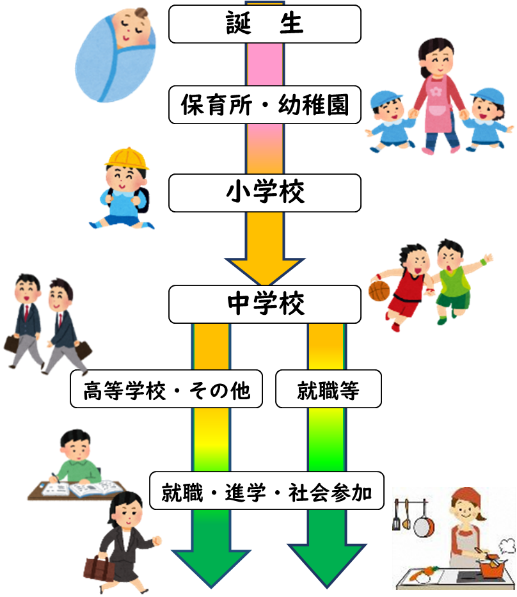 誕　生
保育所・幼稚園
小学校
中学校
高等学校・その他
就職等
就職・進学・社会参加